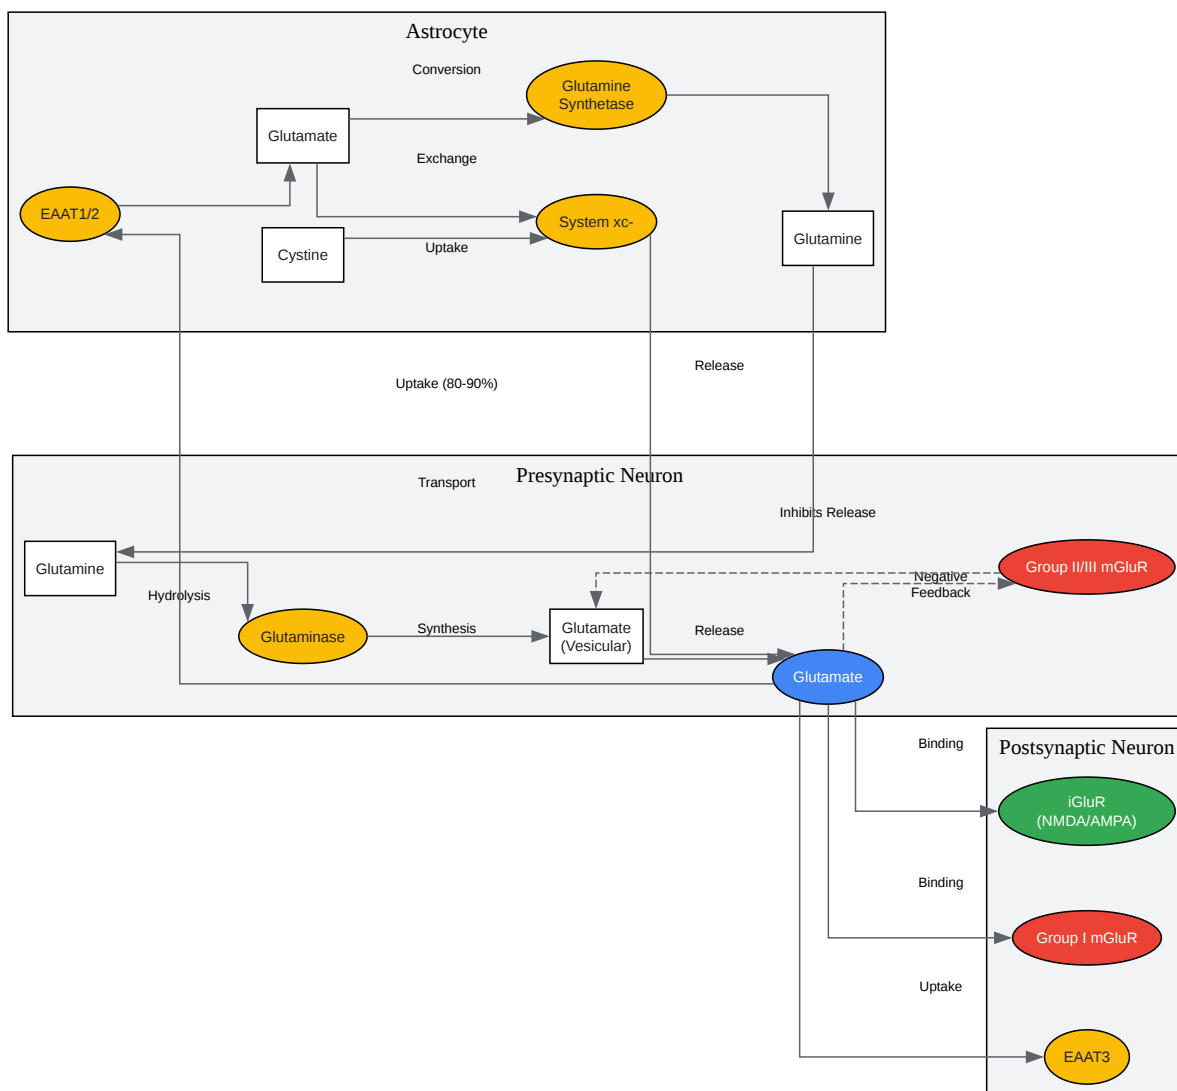 Astrocyte
Conversion
Glutamine
Synthetase
Glutamate
Exchange
EAAT1/2
System xc-
Glutamine
Cystine
Uptake
Release
Uptake (80-90%)
Presynaptic Neuron
Transport
Inhibits Release
Glutamine
Group II/III mGluR
Negative
Feedback
Hydrolysis
Glutaminase
Synthesis
Glutamate
(Vesicular)
Release
Glutamate
Postsynaptic Neuron
Binding
iGluR
(NMDA/AMPA)
Binding
Group I mGluR
Uptake
EAAT3